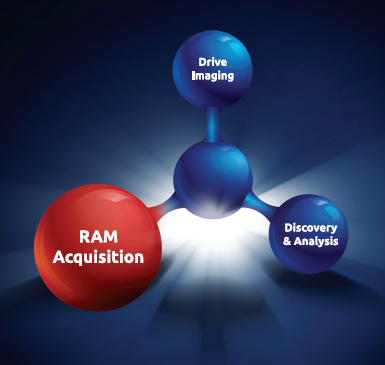 Drive
Imaging
RAM
Acquisition
Discovery
& Analysis